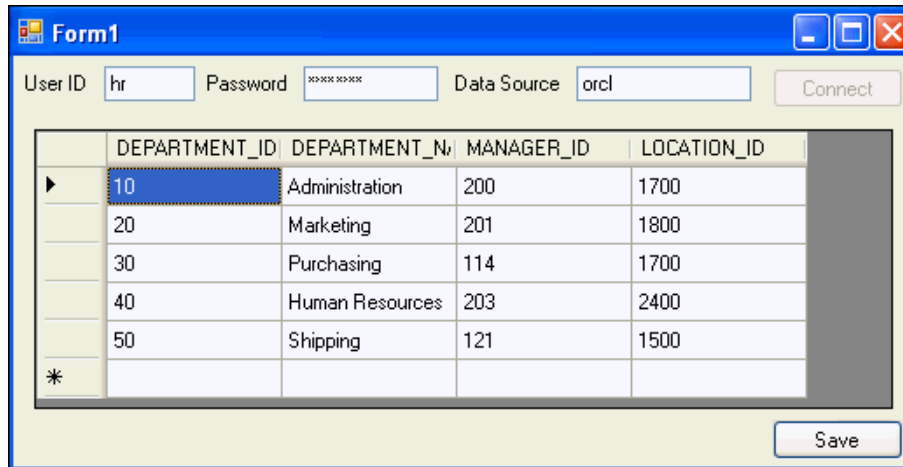 Form1
User ID hr Password ******** Data Source orcl Connect
DEPARTMENT_ID DEPARTMENT_NA MANAGER_ID LOCATION_ID
10 Administration 200 1700
20 Marketing 201 1800
30 Purchasing 114 1700
40 Human Resources 203 2400
50 Shipping 121 1500
Save